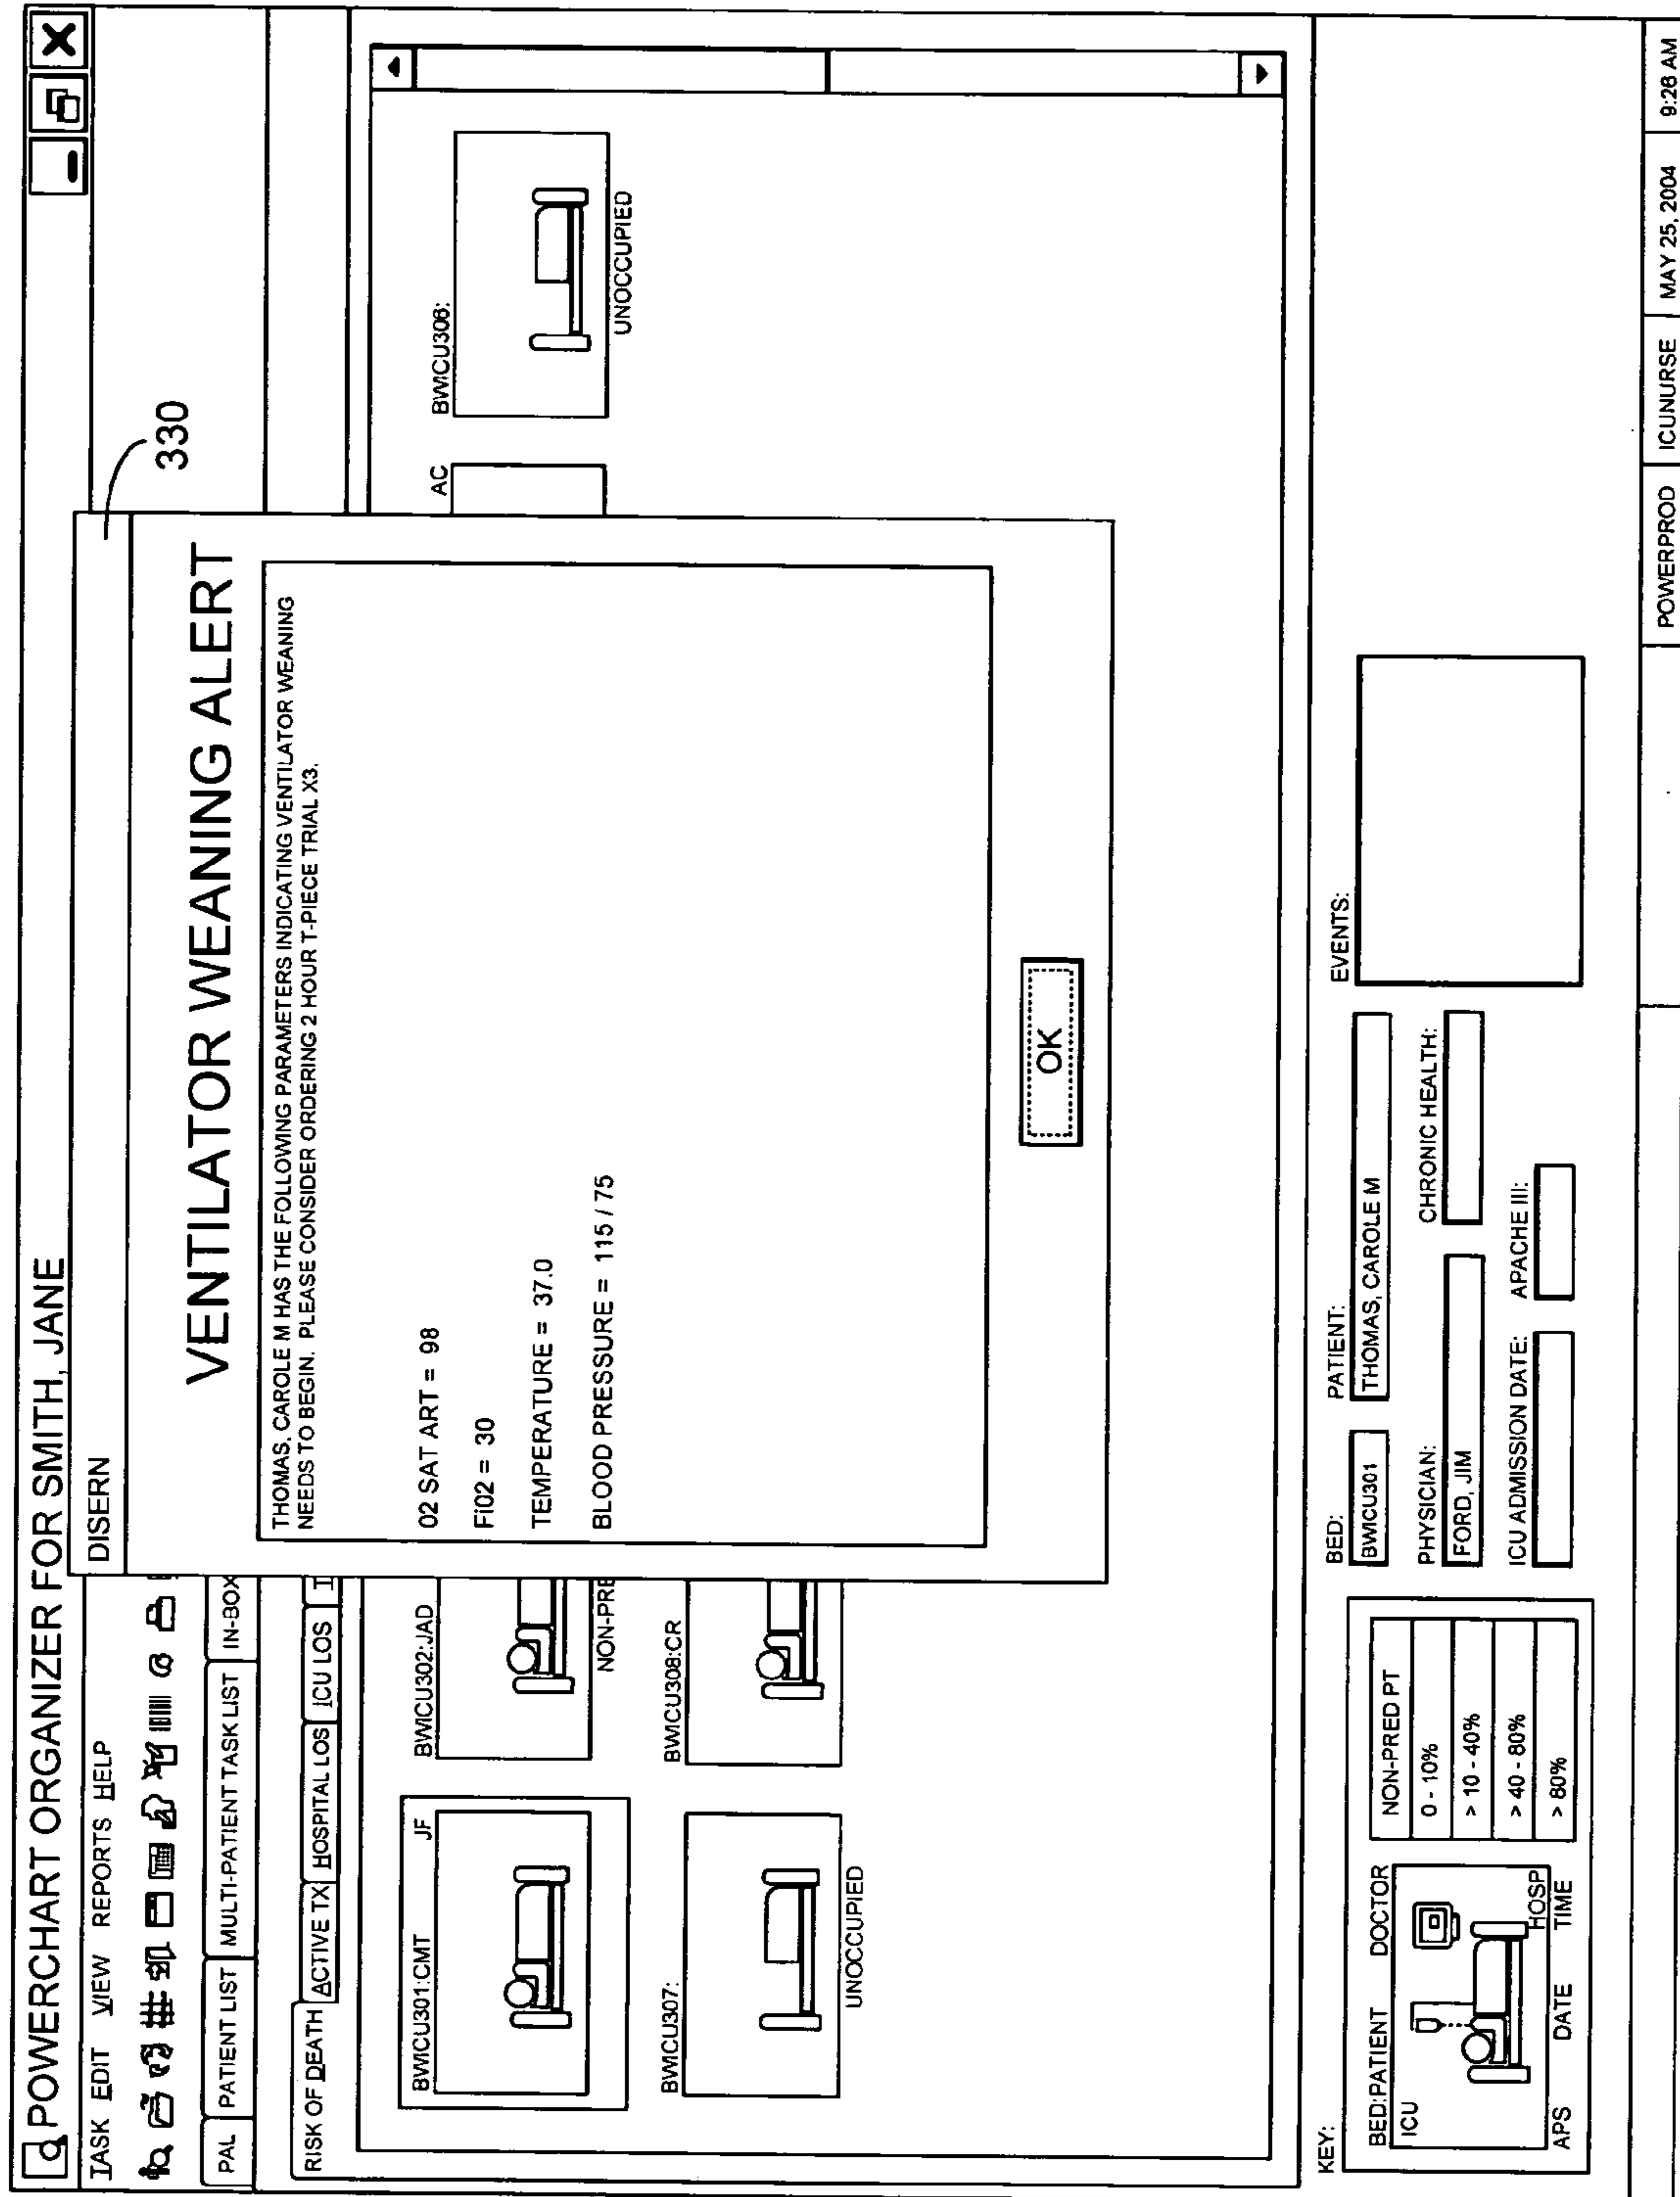 POWERCHART ORGANIZER FOR SMITH, JANE
TASK EDIT VIEW REPORTS HELP
PAL PATIENT LIST MULTI-PATIENT TASK LIST IN-BOX
RISK OF DEATH ACTIVE TX HOSPITAL LOS ICU LOS
DISERN
330
VENTILATOR WEANING ALERT
THOMAS, CAROLE M HAS THE FOLLOWING PARAMETERS INDICATING VENTILATOR WEANING
NEEDS TO BEGIN. PLEASE CONSIDER ORDERING 2 HOUR T-PIECE TRIAL X3.
02 SAT ART = 98
Fi02 = 30
TEMPERATURE = 37.0
BLOOD PRESSURE = 115 / 75
OK
BWICU301:CMT JF
BWICU302:JAD
NON-PRE
AC
BWICU306:
UNOCCUPIED
BWICU307:
UNOCCUPIED
BWICU308:CR
KEY:
BED:PATIENT DOCTOR
ICU
HOSP
APS DATE TIME
NON-PRED PT
0 - 10%
> 10 - 40%
> 40 - 80%
> 80%
BED: PATIENT:
BWICU301 THOMAS, CAROLE M
PHYSICIAN: CHRONIC HEALTH:
FORD, JIM
ICU ADMISSION DATE: APACHE III:
EVENTS:
POWERPROD ICUNURSE MAY 25, 2004 9:28 AM